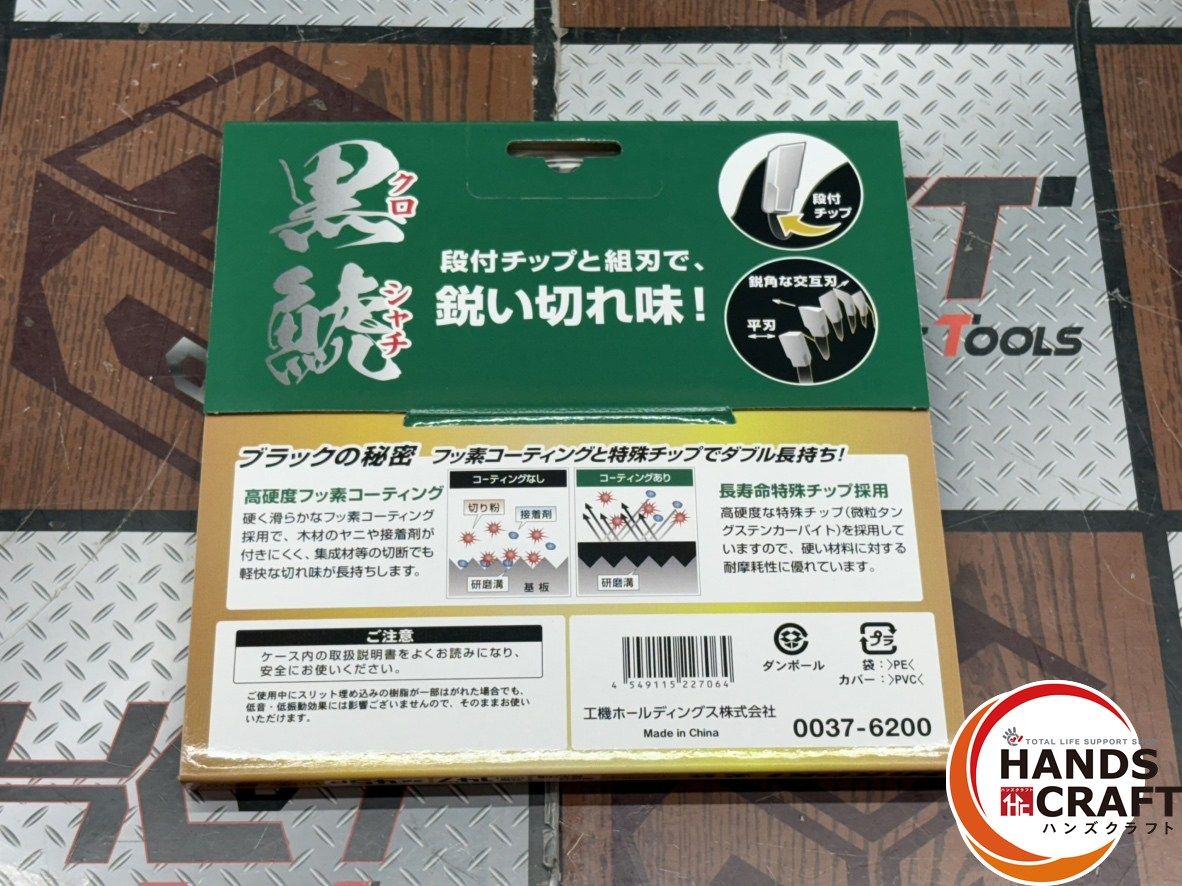 黒鯱
クロ
シャチ
段付チップと組刃で、
鋭い切れ味！
段付
チップ
鋭角な交互刃
平刃
TOOLS
ブラックの秘密 フッ素コーティングと特殊チップでダブル長持ち！
高硬度フッ素コーティング
硬く滑らかなフッ素コーティング
採用で、木材のヤニや接着剤が
付きにくく、集成材等の切断でも
軽快な切れ味が長持ちします。
コーティングなし
切り粉
接着剤
研磨溝
基板
コーティングあり
研磨溝
長寿命特殊チップ採用
高硬度な特殊チップ（微粒タン
グステンカーバイト）を採用して
いますので、硬い材料に対する
耐摩耗性に優れています。
ご注意
ケース内の取扱説明書をよくお読みになり、
安全にお使いください。
ご使用中にスリット埋め込みの樹脂が一部はがれた場合でも、
低音・低振動効果には影響ございませんので、そのままお使い
いただけます。
4 549115 227064
ダンボール
プラ
袋：>PE<
カバー：>PVC<
工機ホールディングス株式会社
Made in China
0037-6200
TOTAL LIFE SUPPORT
HANDS
ハンズクラフト
CRAFT
ハンズクラフト